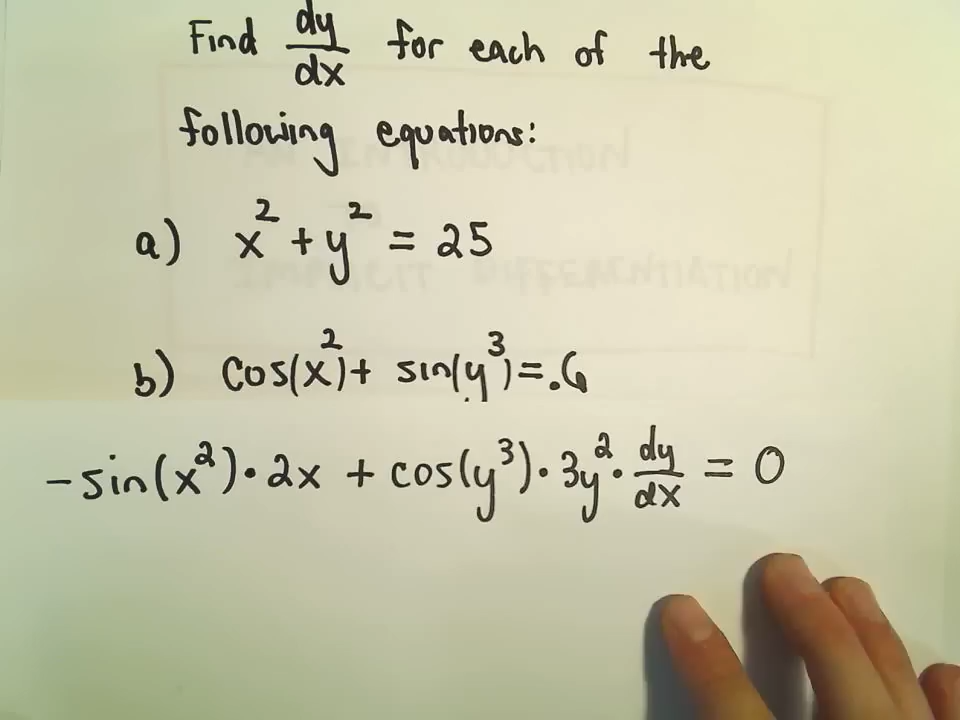 Find dy/dx for each of the
following equations:
a) x² + y² = 25
b) cos(x²) + sin(y³) = .6
-sin(x²)·2x + cos(y³)·3y²·dy/dx = 0